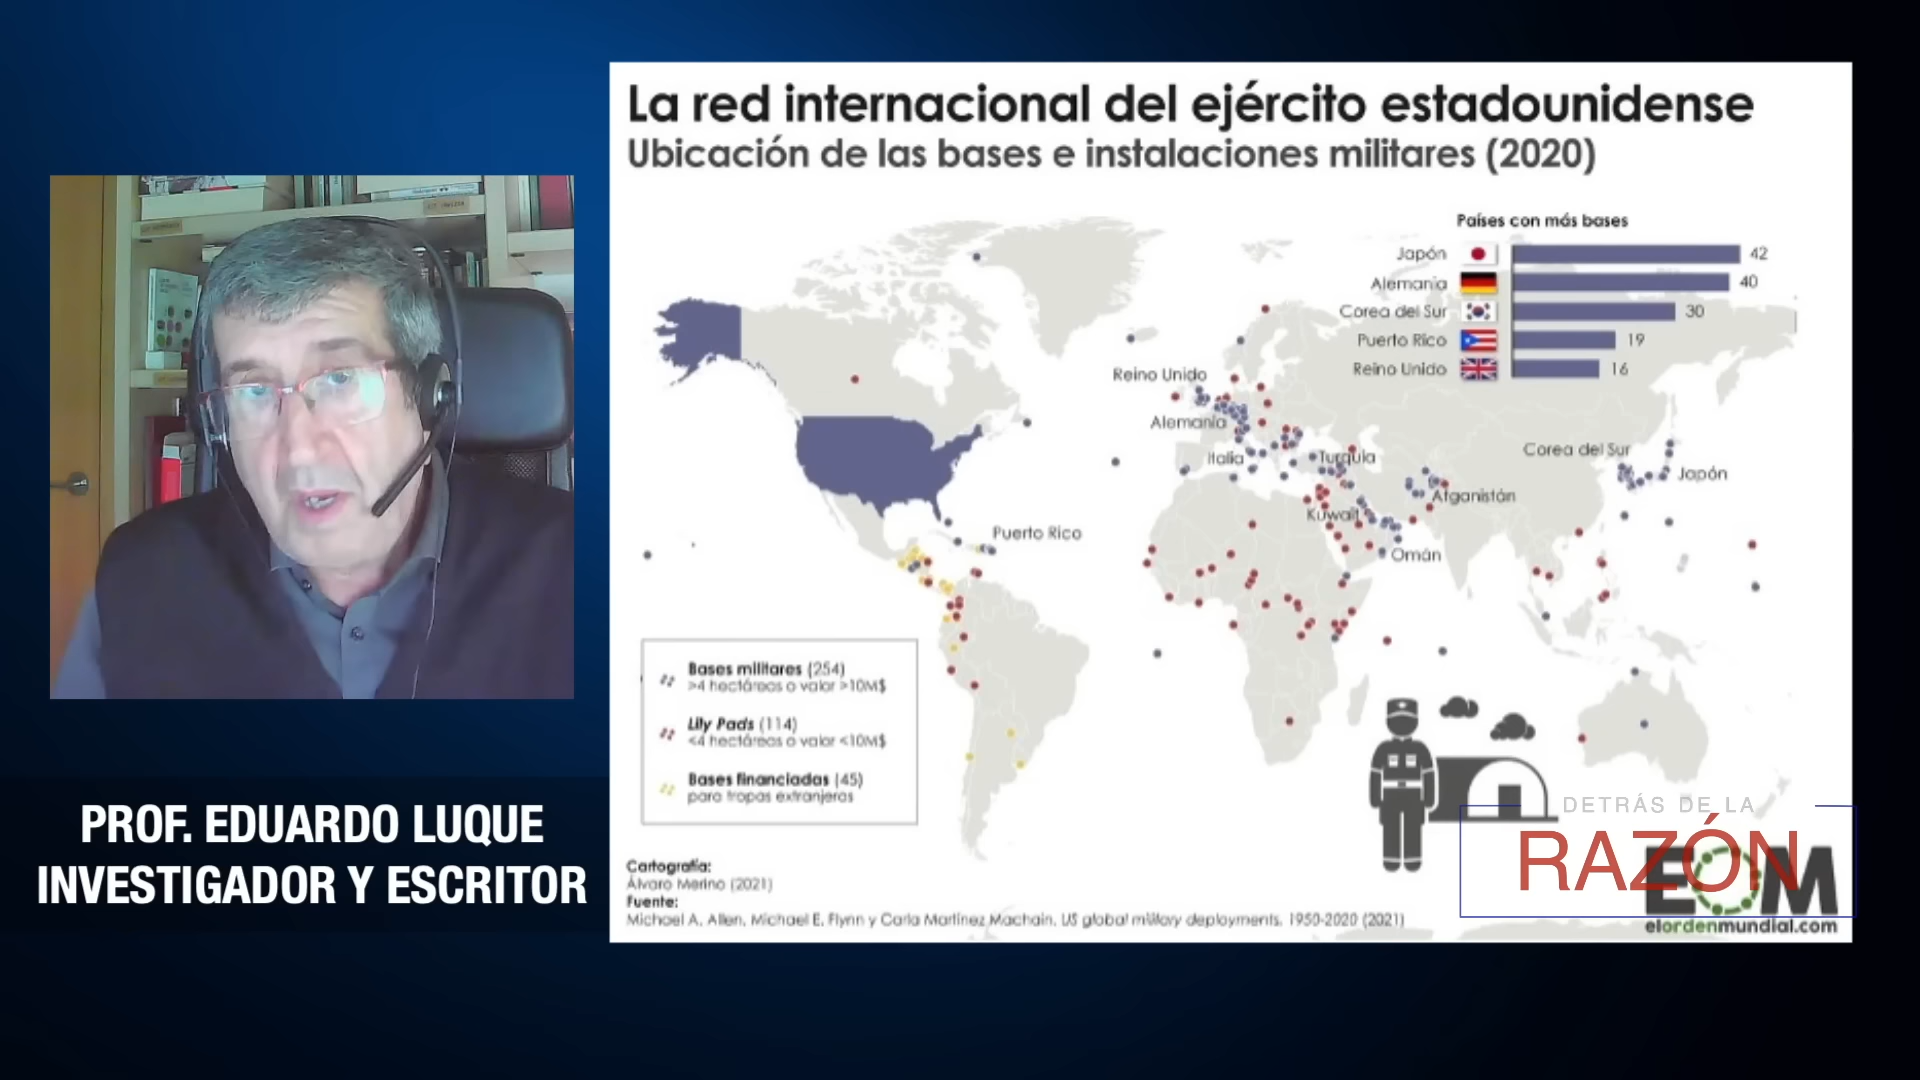 La red internacional del ejército estadounidense
Ubicación de las bases e instalaciones militares (2020)
Países con más bases
Japón 42
Alemania 40
Corea del Sur 30
Puerto Rico 19
Reino Unido 16
Reino Unido
Alemania
Italia
Turquía
Corea del Sur
Japón
Afganistán
Kuwait
Omán
Puerto Rico
Bases militares (254)
>4 hectáreas o valor >10M$
Lily Pads (114)
<4 hectáreas o valor <10M$
Bases financiadas (45)
para tropas extranjeras
Cartografía:
Álvaro Merino (2021)
Fuente:
Michael A. Allen, Michael E. Flynn y Carla Martínez Machain, US global military deployments, 1950-2020 (2021)
DETRÁS DE LA
RAZÓN
EOM
elordenmundial.com
PROF. EDUARDO LUQUE
INVESTIGADOR Y ESCRITOR